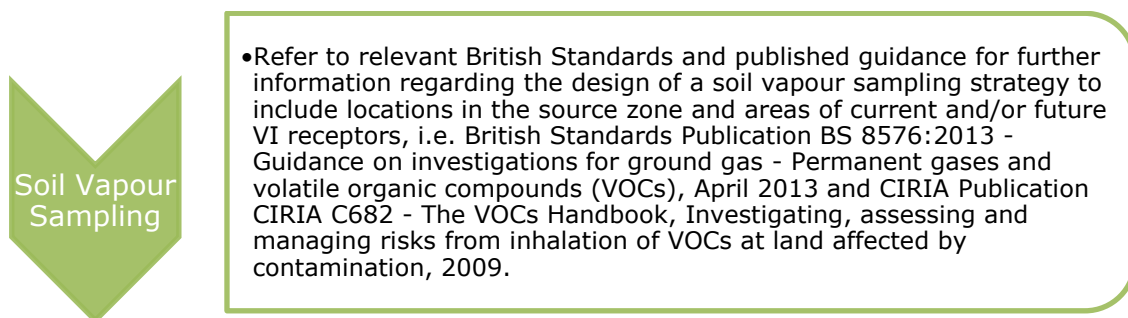 Soil Vapour
Sampling
•Refer to relevant British Standards and published guidance for further
information regarding the design of a soil vapour sampling strategy to
include locations in the source zone and areas of current and/or future
VI receptors, i.e. British Standards Publication BS 8576:2013 -
Guidance on investigations for ground gas - Permanent gases and
volatile organic compounds (VOCs), April 2013 and CIRIA Publication
CIRIA C682 - The VOCs Handbook, Investigating, assessing and
managing risks from inhalation of VOCs at land affected by
contamination, 2009.